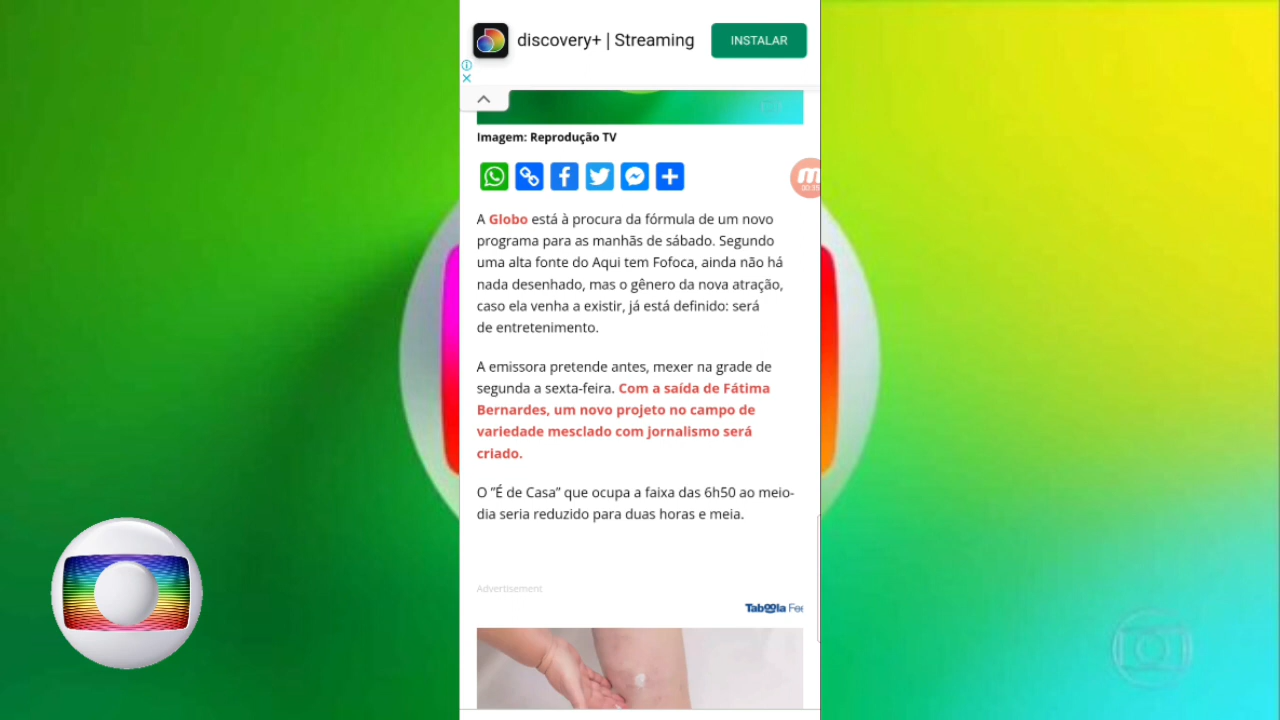 discovery+ | Streaming
INSTALAR
Imagem: Reprodução TV
00:35
A Globo está à procura da fórmula de um novo
programa para as manhãs de sábado. Segundo
uma alta fonte do Aqui tem Fofoca, ainda não há
nada desenhado, mas o gênero da nova atração,
caso ela venha a existir, já está definido: será
de entretenimento.
A emissora pretende antes, mexer na grade de
segunda a sexta-feira. Com a saída de Fátima
Bernardes, um novo projeto no campo de
variedade mesclado com jornalismo será
criado.
O ”É de Casa” que ocupa a faixa das 6h50 ao meio-
dia seria reduzido para duas horas e meia.
Advertisement
Taboola Fee